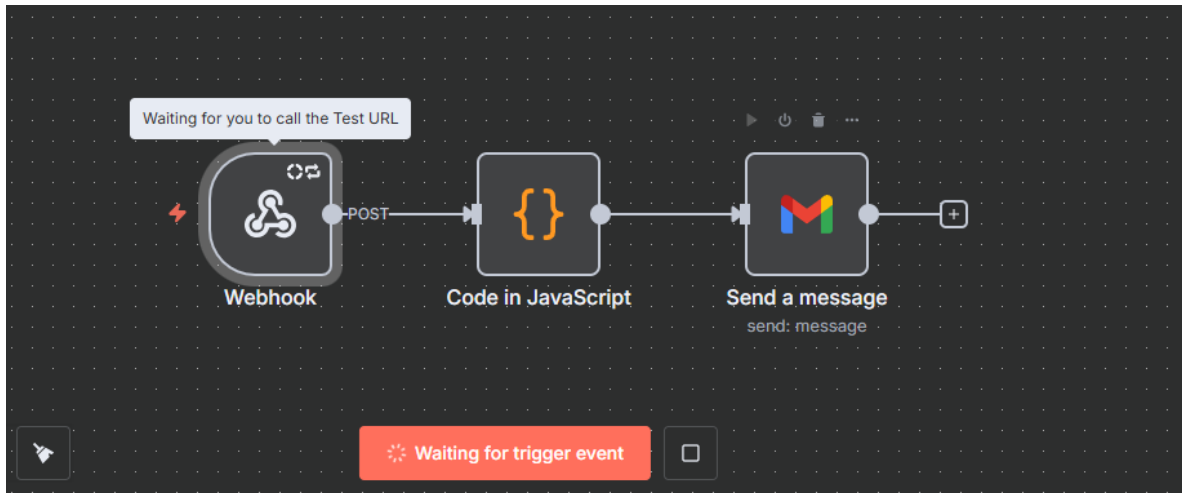 Waiting for you to call the Test URL
POST
Webhook
Code in JavaScript
Send a message
send: message
Waiting for trigger event